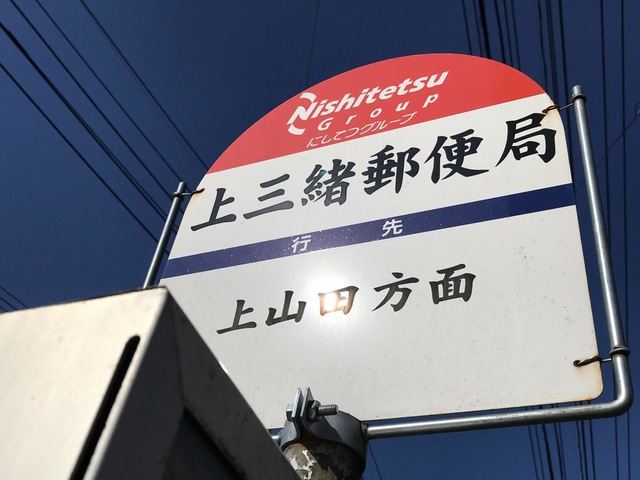 Nishitetsu
Group
にしてつグループ
上三緒郵便局
行先
上山田方面